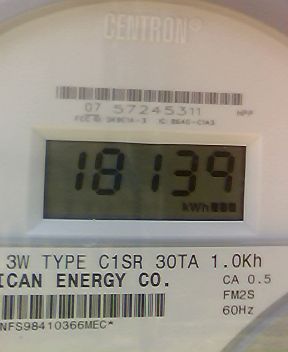 CENTRON®
07 57245311
18139
kWh
3W TYPE C1SR 30TA 1.0Kh
ICAN ENERGY CO.
CA 0.5
FM2S
60Hz
NFS98410366MEC*